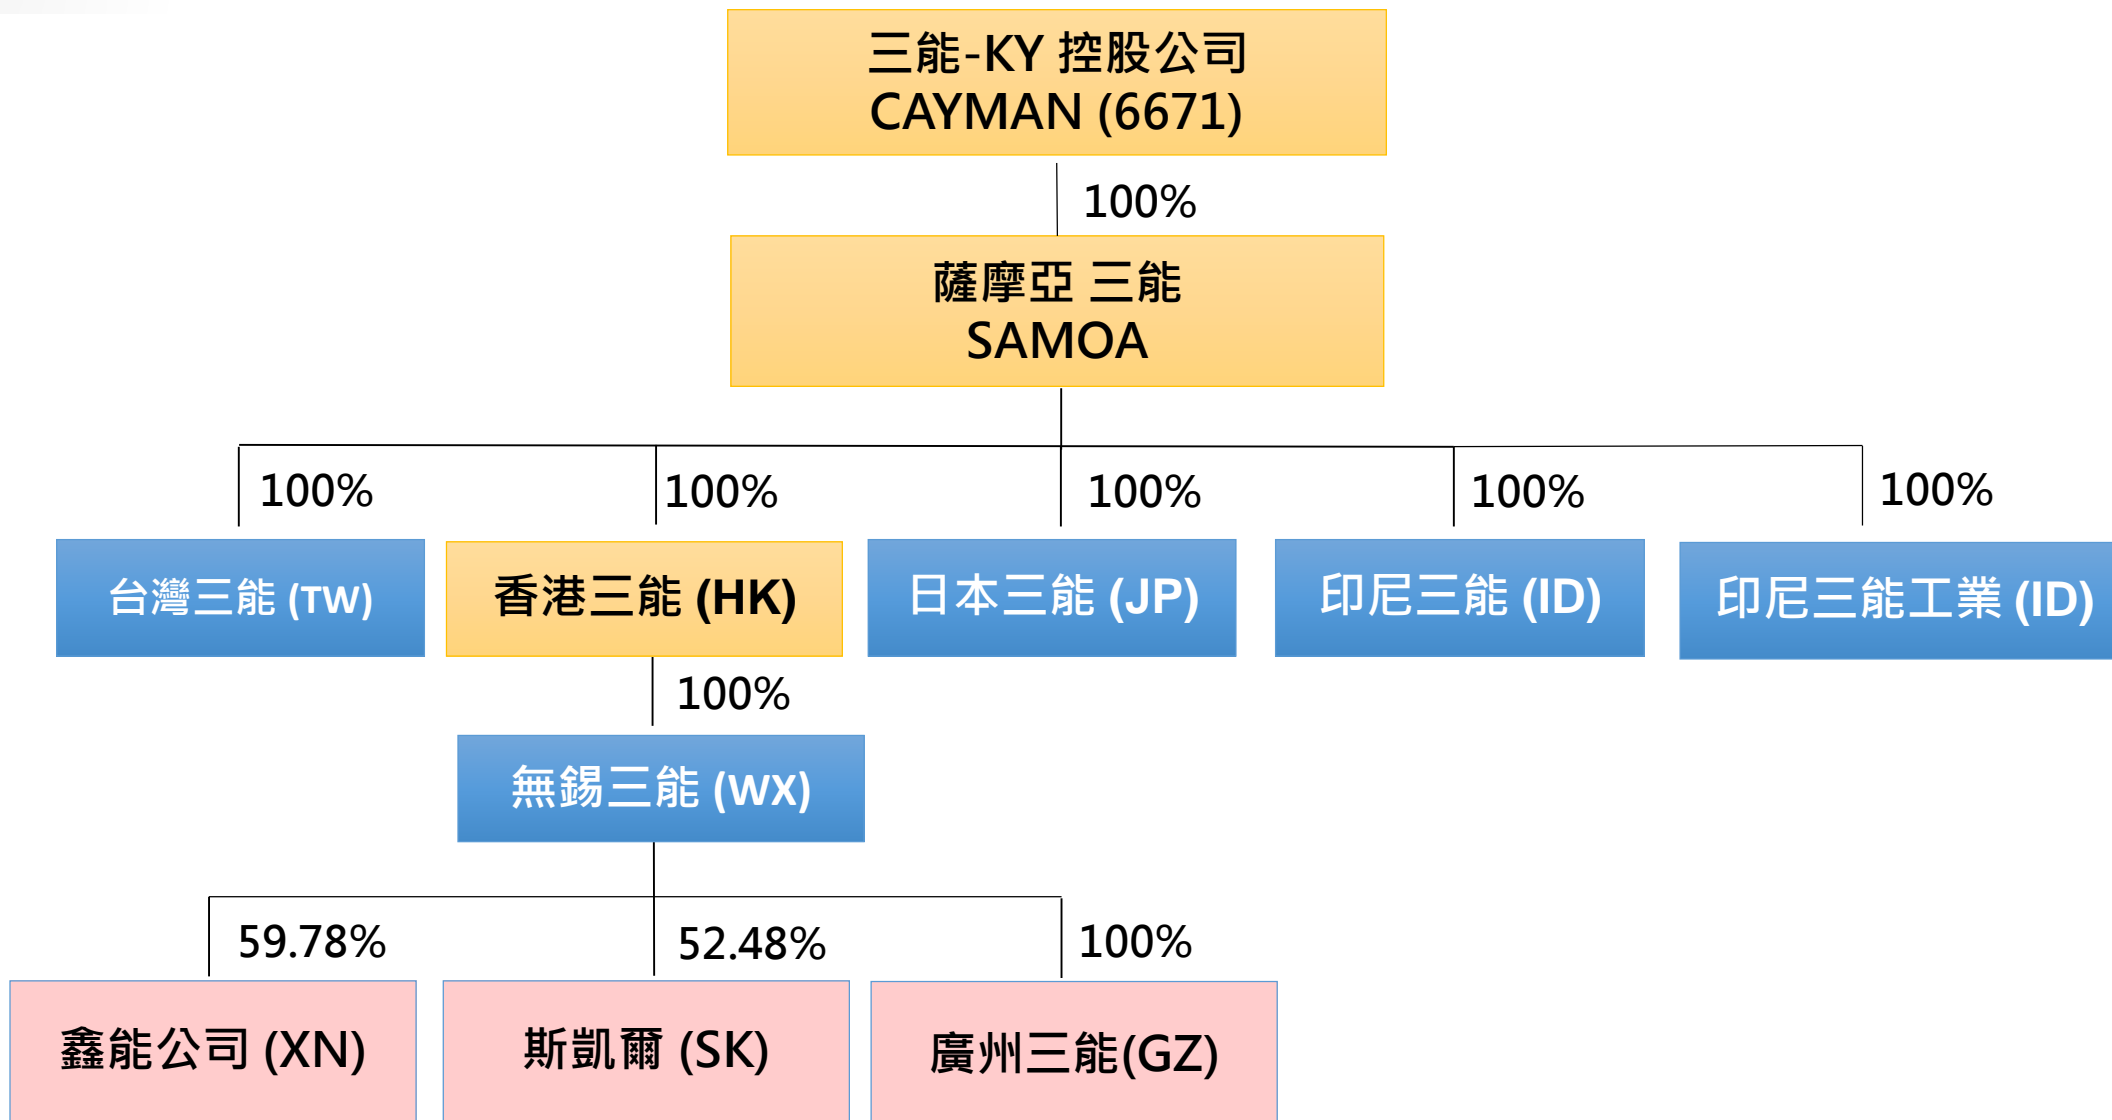 三能-KY 控股公司
CAYMAN (6671)
100%
薩摩亞 三能
SAMOA
100%
100%
100%
100%
100%
台灣三能 (TW)
香港三能 (HK)
日本三能 (JP)
印尼三能 (ID)
印尼三能工業 (ID)
100%
無錫三能 (WX)
59.78%
52.48%
100%
鑫能公司 (XN)
斯凱爾 (SK)
廣州三能(GZ)